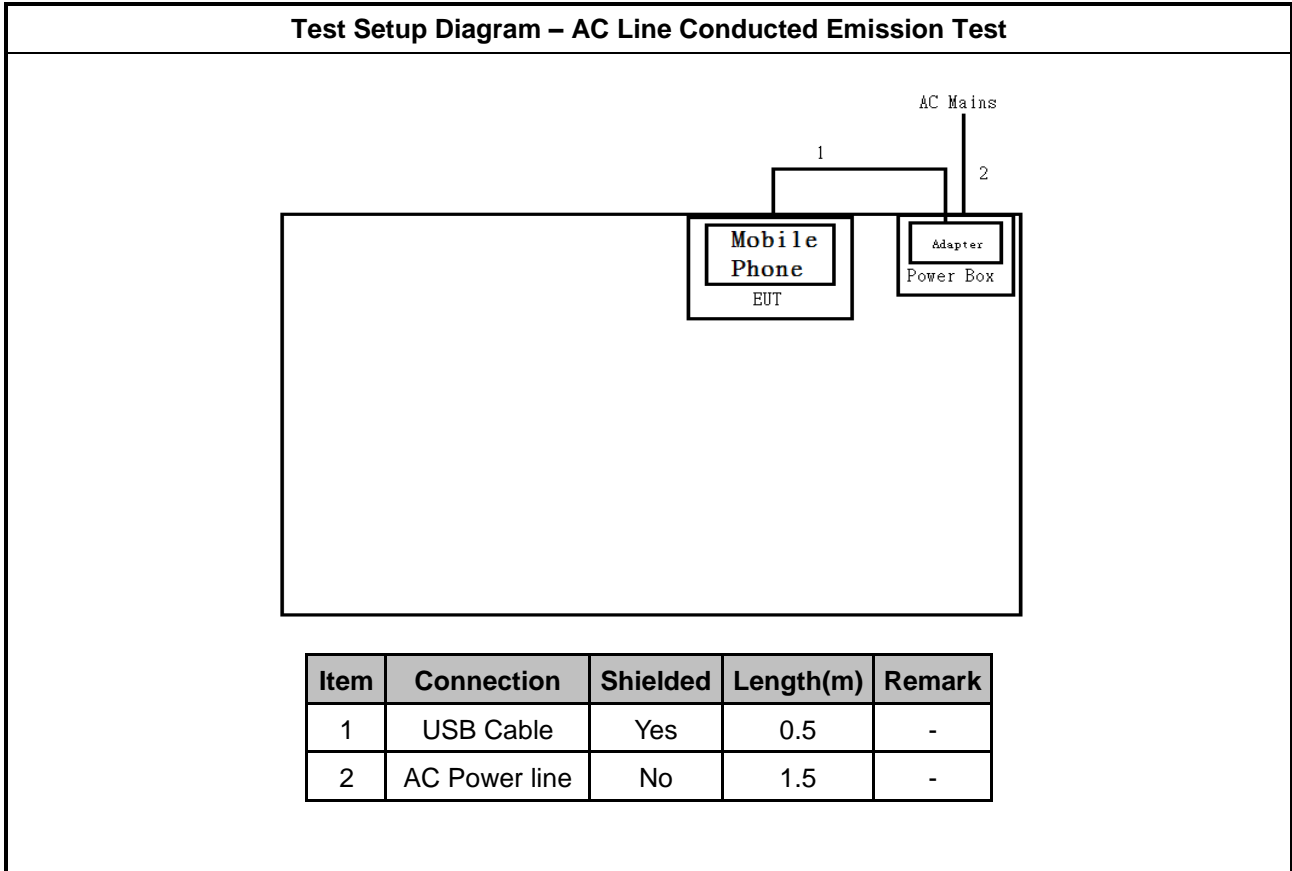 Test Setup Diagram – AC Line Conducted Emission Test
AC Mains
1
2
Mobile
Phone
EUT
Adapter
Power Box
Item Connection Shielded Length(m) Remark
1 USB Cable Yes 0.5 -
2 AC Power line No 1.5 -